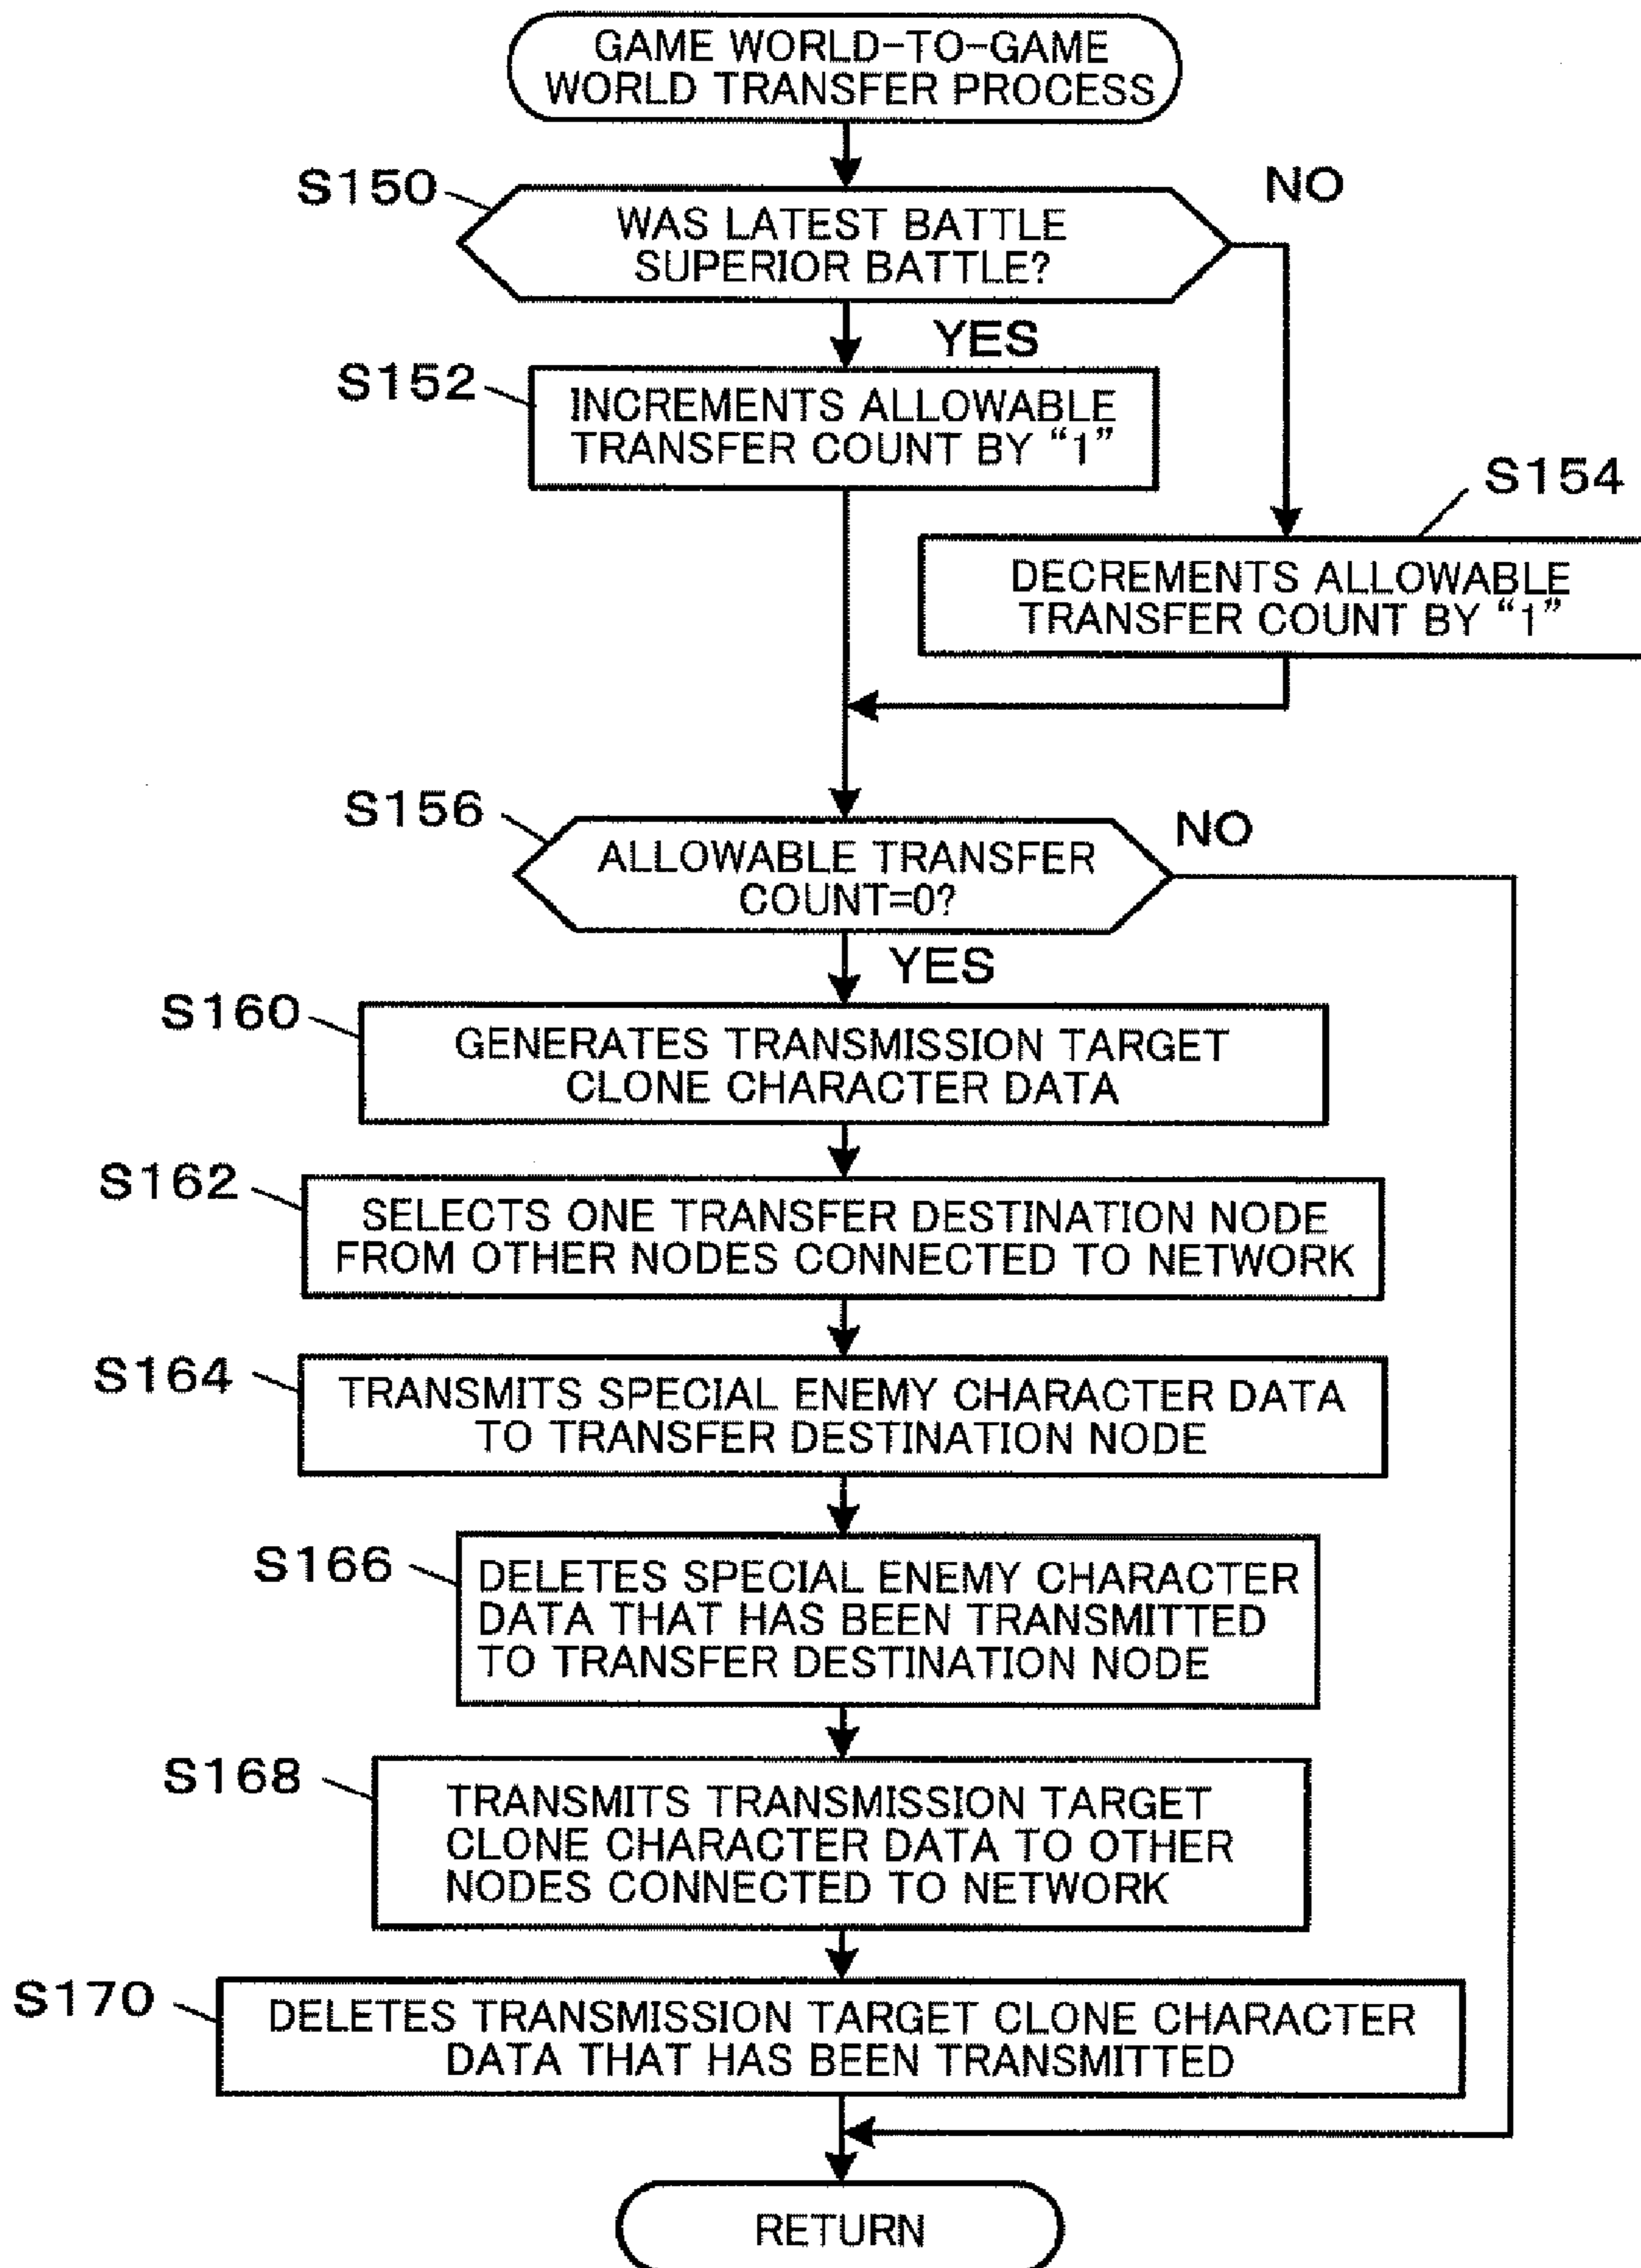 GAME WORLD-TO-GAME
WORLD TRANSFER PROCESS
S150
WAS LATEST BATTLE
SUPERIOR BATTLE?
NO
YES
S152
INCREMENTS ALLOWABLE
TRANSFER COUNT BY “1”
S154
DECREMENTS ALLOWABLE
TRANSFER COUNT BY “1”
S156
ALLOWABLE TRANSFER
COUNT=0?
NO
YES
S160
GENERATES TRANSMISSION TARGET
CLONE CHARACTER DATA
S162
SELECTS ONE TRANSFER DESTINATION NODE
FROM OTHER NODES CONNECTED TO NETWORK
S164
TRANSMITS SPECIAL ENEMY CHARACTER DATA
TO TRANSFER DESTINATION NODE
S166
DELETES SPECIAL ENEMY CHARACTER
DATA THAT HAS BEEN TRANSMITTED
TO TRANSFER DESTINATION NODE
S168
TRANSMITS TRANSMISSION TARGET
CLONE CHARACTER DATA TO OTHER
NODES CONNECTED TO NETWORK
S170
DELETES TRANSMISSION TARGET CLONE CHARACTER
DATA THAT HAS BEEN TRANSMITTED
RETURN